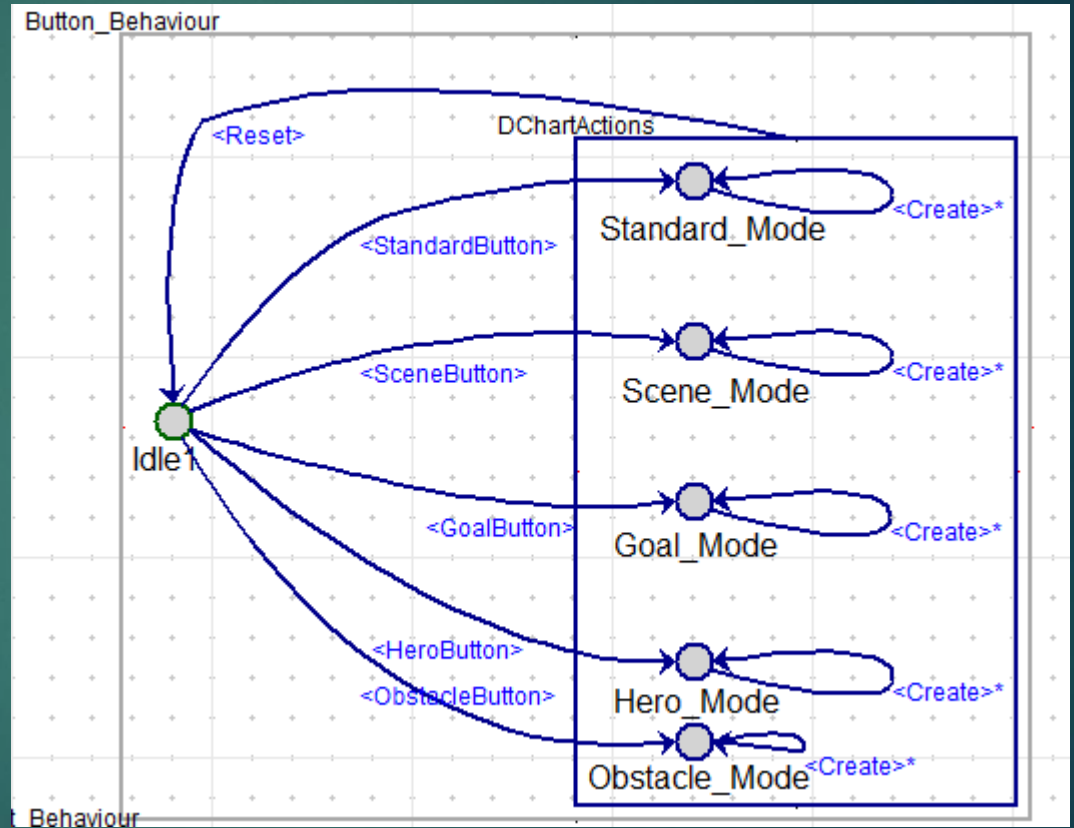 Button_Behaviour
<Reset>
DChartActions
<Create>*
Standard_Mode
<StandardButton>
<SceneButton>
<Create>*
Scene_Mode
Idle1
<GoalButton>
<Create>*
Goal_Mode
<HeroButton>
<Create>*
<ObstacleButton>
Hero_Mode
<Create>*
Obstacle_Mode
t_Behaviour